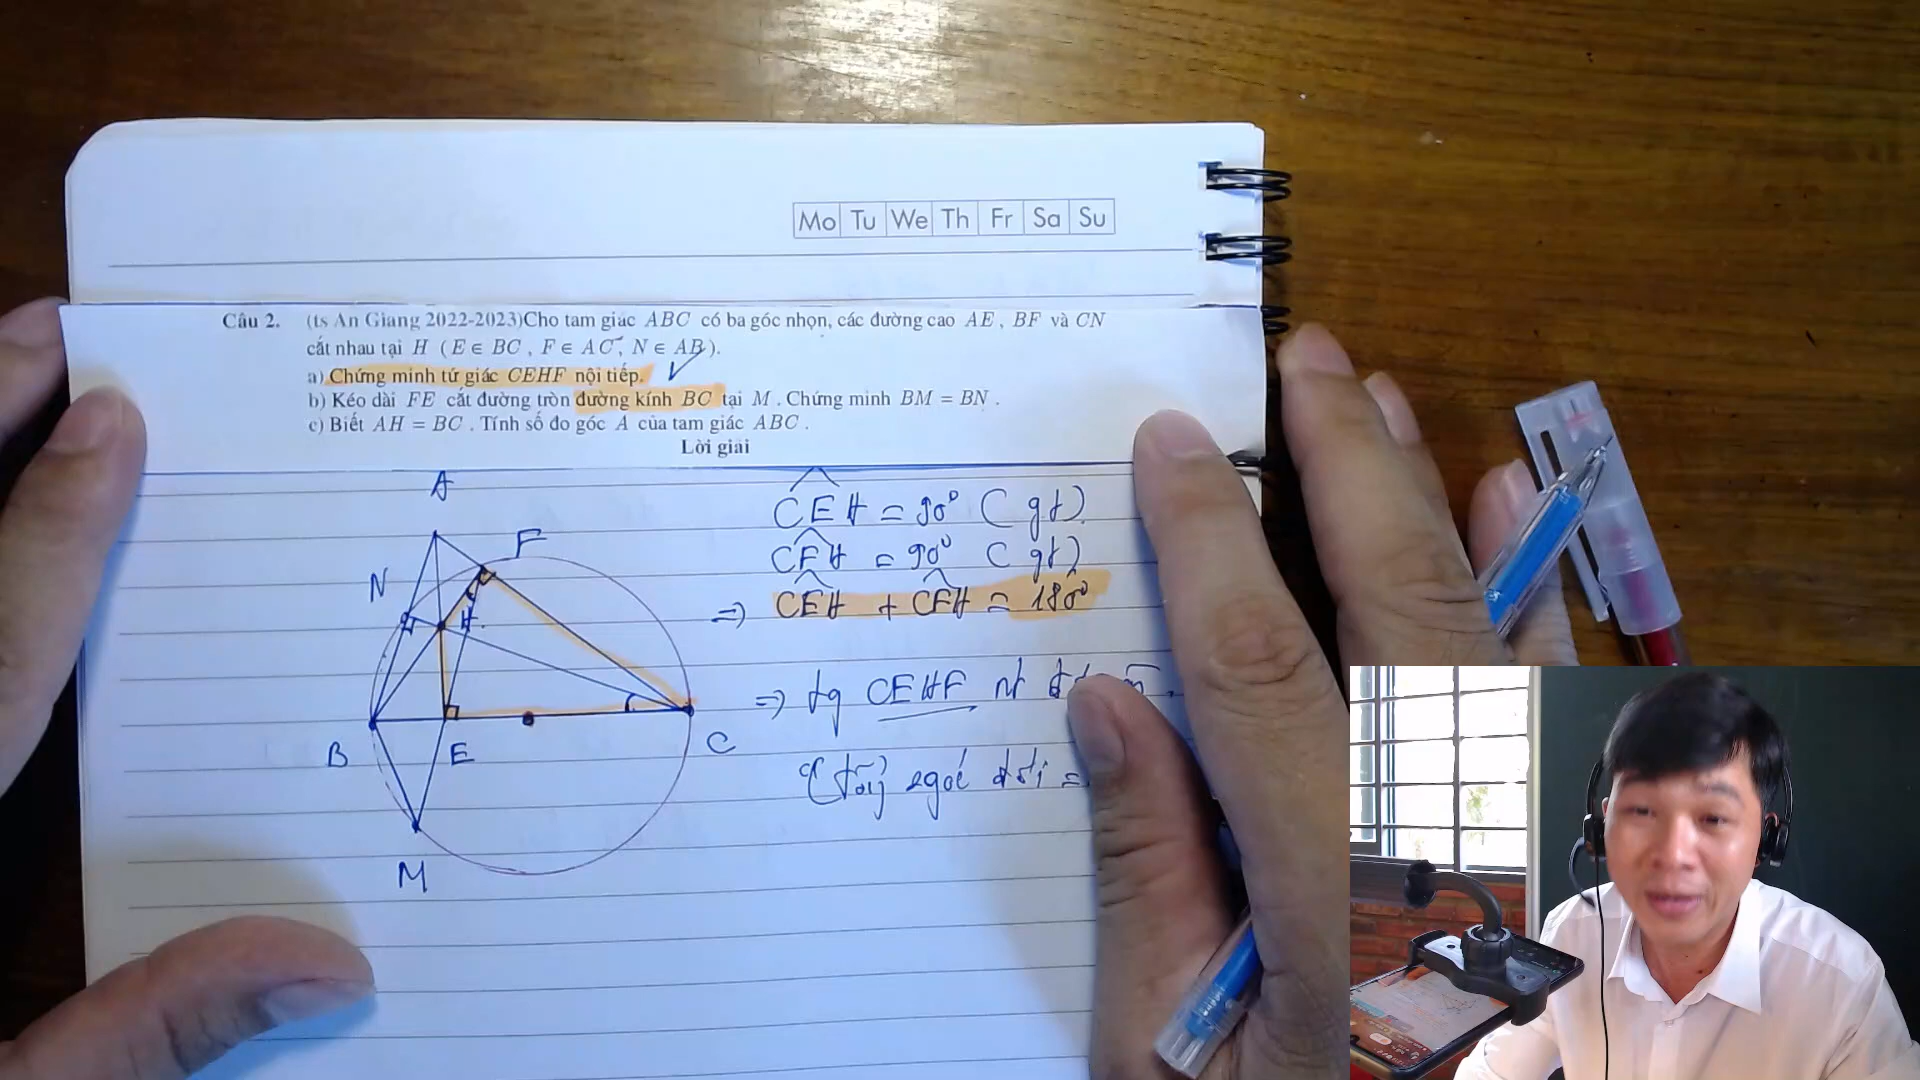 Mo Tu We Th Fr Sa Su
Câu 2. (ts An Giang 2022-2023)Cho tam giác ABC có ba góc nhọn, các đường cao AE , BF và CN
cắt nhau tại H ( E ∈ BC , F ∈ AC , N ∈ AB ).
a) Chứng minh tứ giác CEHF nội tiếp.
b) Kéo dài FE cắt đường tròn đường kính BC tại M . Chứng minh BM = BN .
c) Biết AH = BC . Tính số đo góc A của tam giác ABC .
Lời giải
A
F
N
H
B
E
C
M
CEH = 90° ( gt)
CFH = 90° ( gt)
=> CEH + CFH = 180°
=> tg CEHF nt
(tổng 2góc đối =